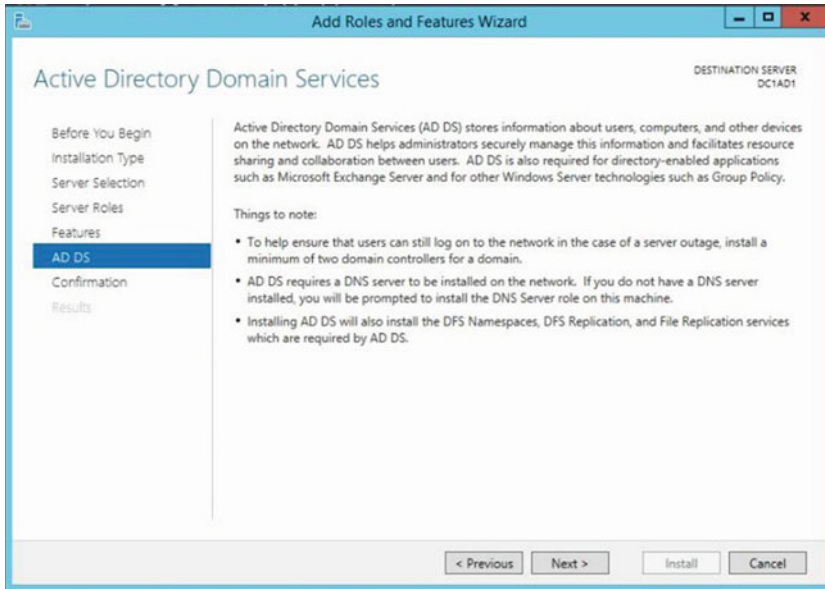 Add Roles and Features Wizard
Active Directory Domain Services
DESTINATION SERVER
DC1AD1
Before You Begin
Installation Type
Server Selection
Server Roles
Features
AD DS
Confirmation
Results
Active Directory Domain Services (AD DS) stores information about users, computers, and other devices
on the network. AD DS helps administrators securely manage this information and facilitates resource
sharing and collaboration between users. AD DS is also required for directory-enabled applications
such as Microsoft Exchange Server and for other Windows Server technologies such as Group Policy.
Things to note:
• To help ensure that users can still log on to the network in the case of a server outage, install a
minimum of two domain controllers for a domain.
• AD DS requires a DNS server to be installed on the network. If you do not have a DNS server
installed, you will be prompted to install the DNS Server role on this machine.
• Installing AD DS will also install the DFS Namespaces, DFS Replication, and File Replication services
which are required by AD DS.
< Previous
Next >
Install
Cancel